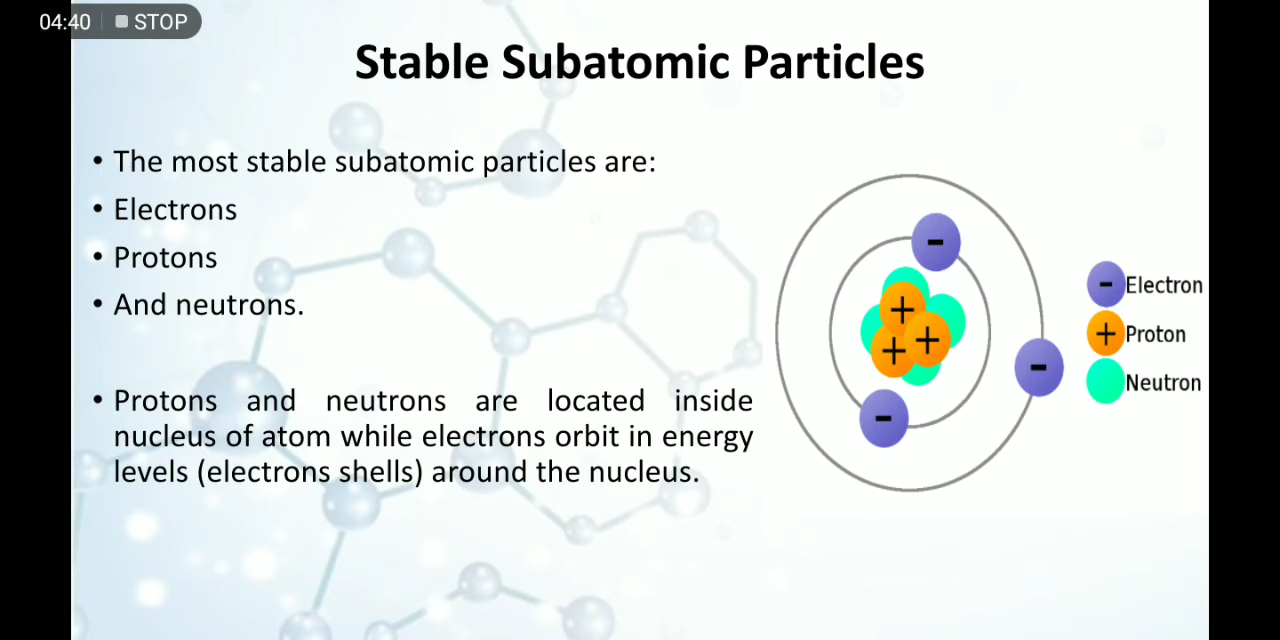 04:40 STOP
Stable Subatomic Particles
• The most stable subatomic particles are:
• Electrons
• Protons
• And neutrons.
• Protons and neutrons are located inside
nucleus of atom while electrons orbit in energy
levels (electrons shells) around the nucleus.
-
+
+
+
-
-
- Electron
+ Proton
Neutron